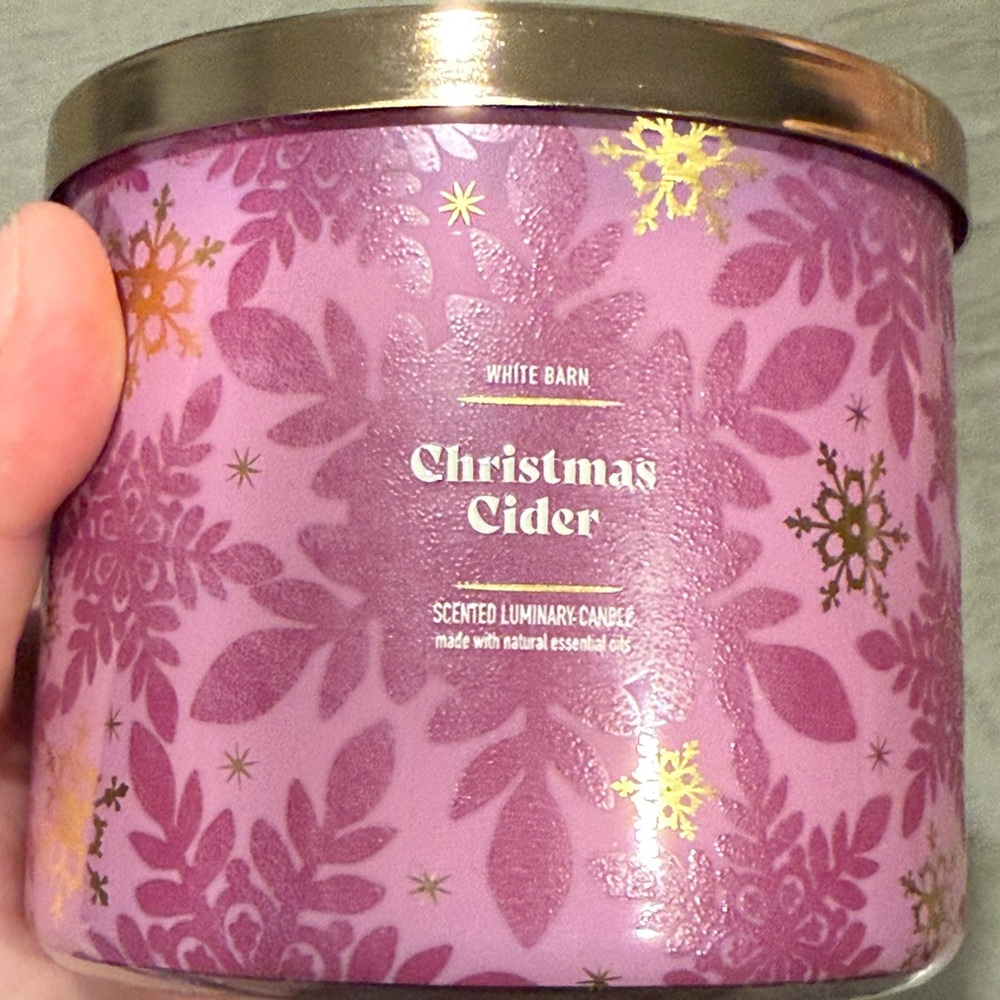 WHITE BARN
Christmas
Cider
SCENTED LUMINARY CANDLE
made with natural essential oils